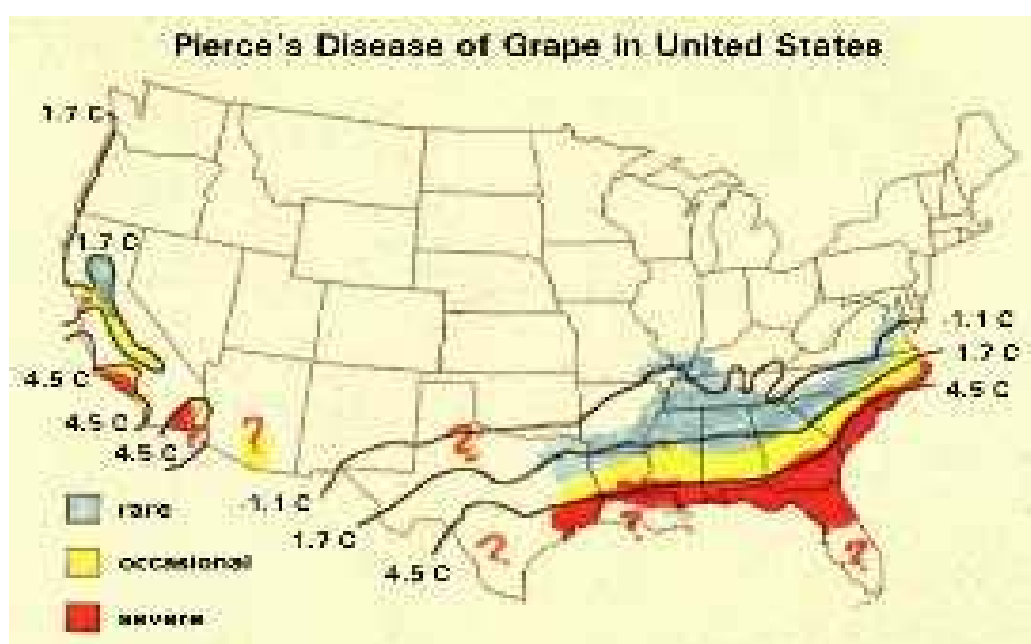 Pierce's Disease of Grape in United States
1.7 C
1.7 C
-1.1 C
1.7 C
4.5 C
4.5 C
4.5 C
4.5 C
?
?
?
?
?
?
-1.1 C
1.7 C
4.5 C
rare
occasional
severe